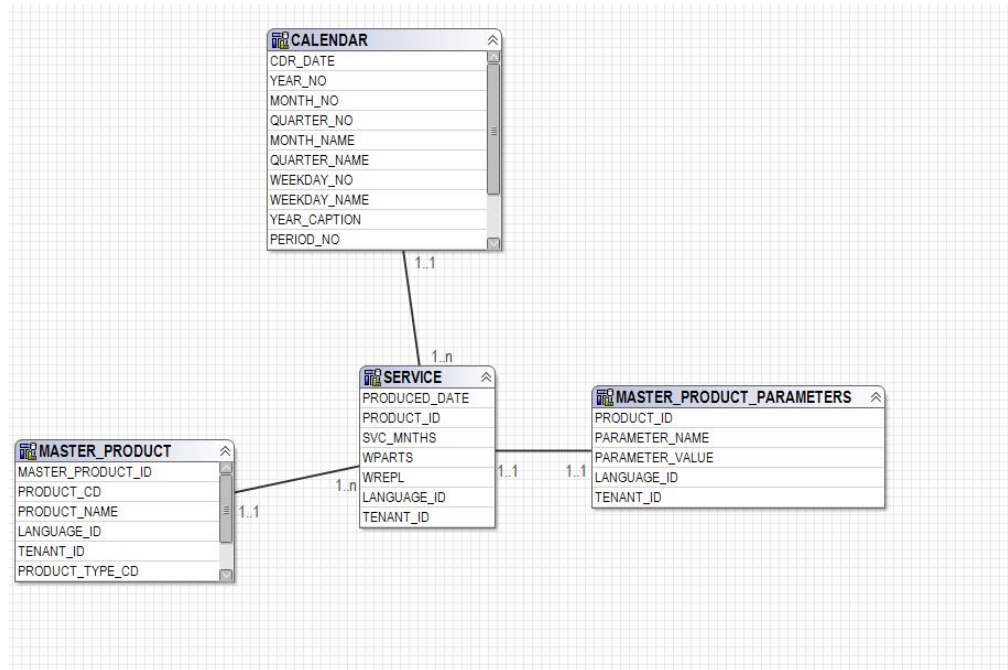 CALENDAR
CDR_DATE
YEAR_NO
MONTH_NO
QUARTER_NO
MONTH_NAME
QUARTER_NAME
WEEKDAY_NO
WEEKDAY_NAME
YEAR_CAPTION
PERIOD_NO
1..1
1..n
SERVICE
PRODUCED_DATE
PRODUCT_ID
SVC_MNTHS
WPARTS
WREPL
LANGUAGE_ID
TENANT_ID
1..1
1..1
MASTER_PRODUCT_PARAMETERS
PRODUCT_ID
PARAMETER_NAME
PARAMETER_VALUE
LANGUAGE_ID
TENANT_ID
MASTER_PRODUCT
MASTER_PRODUCT_ID
PRODUCT_CD
PRODUCT_NAME
LANGUAGE_ID
TENANT_ID
PRODUCT_TYPE_CD
1..1
1..n